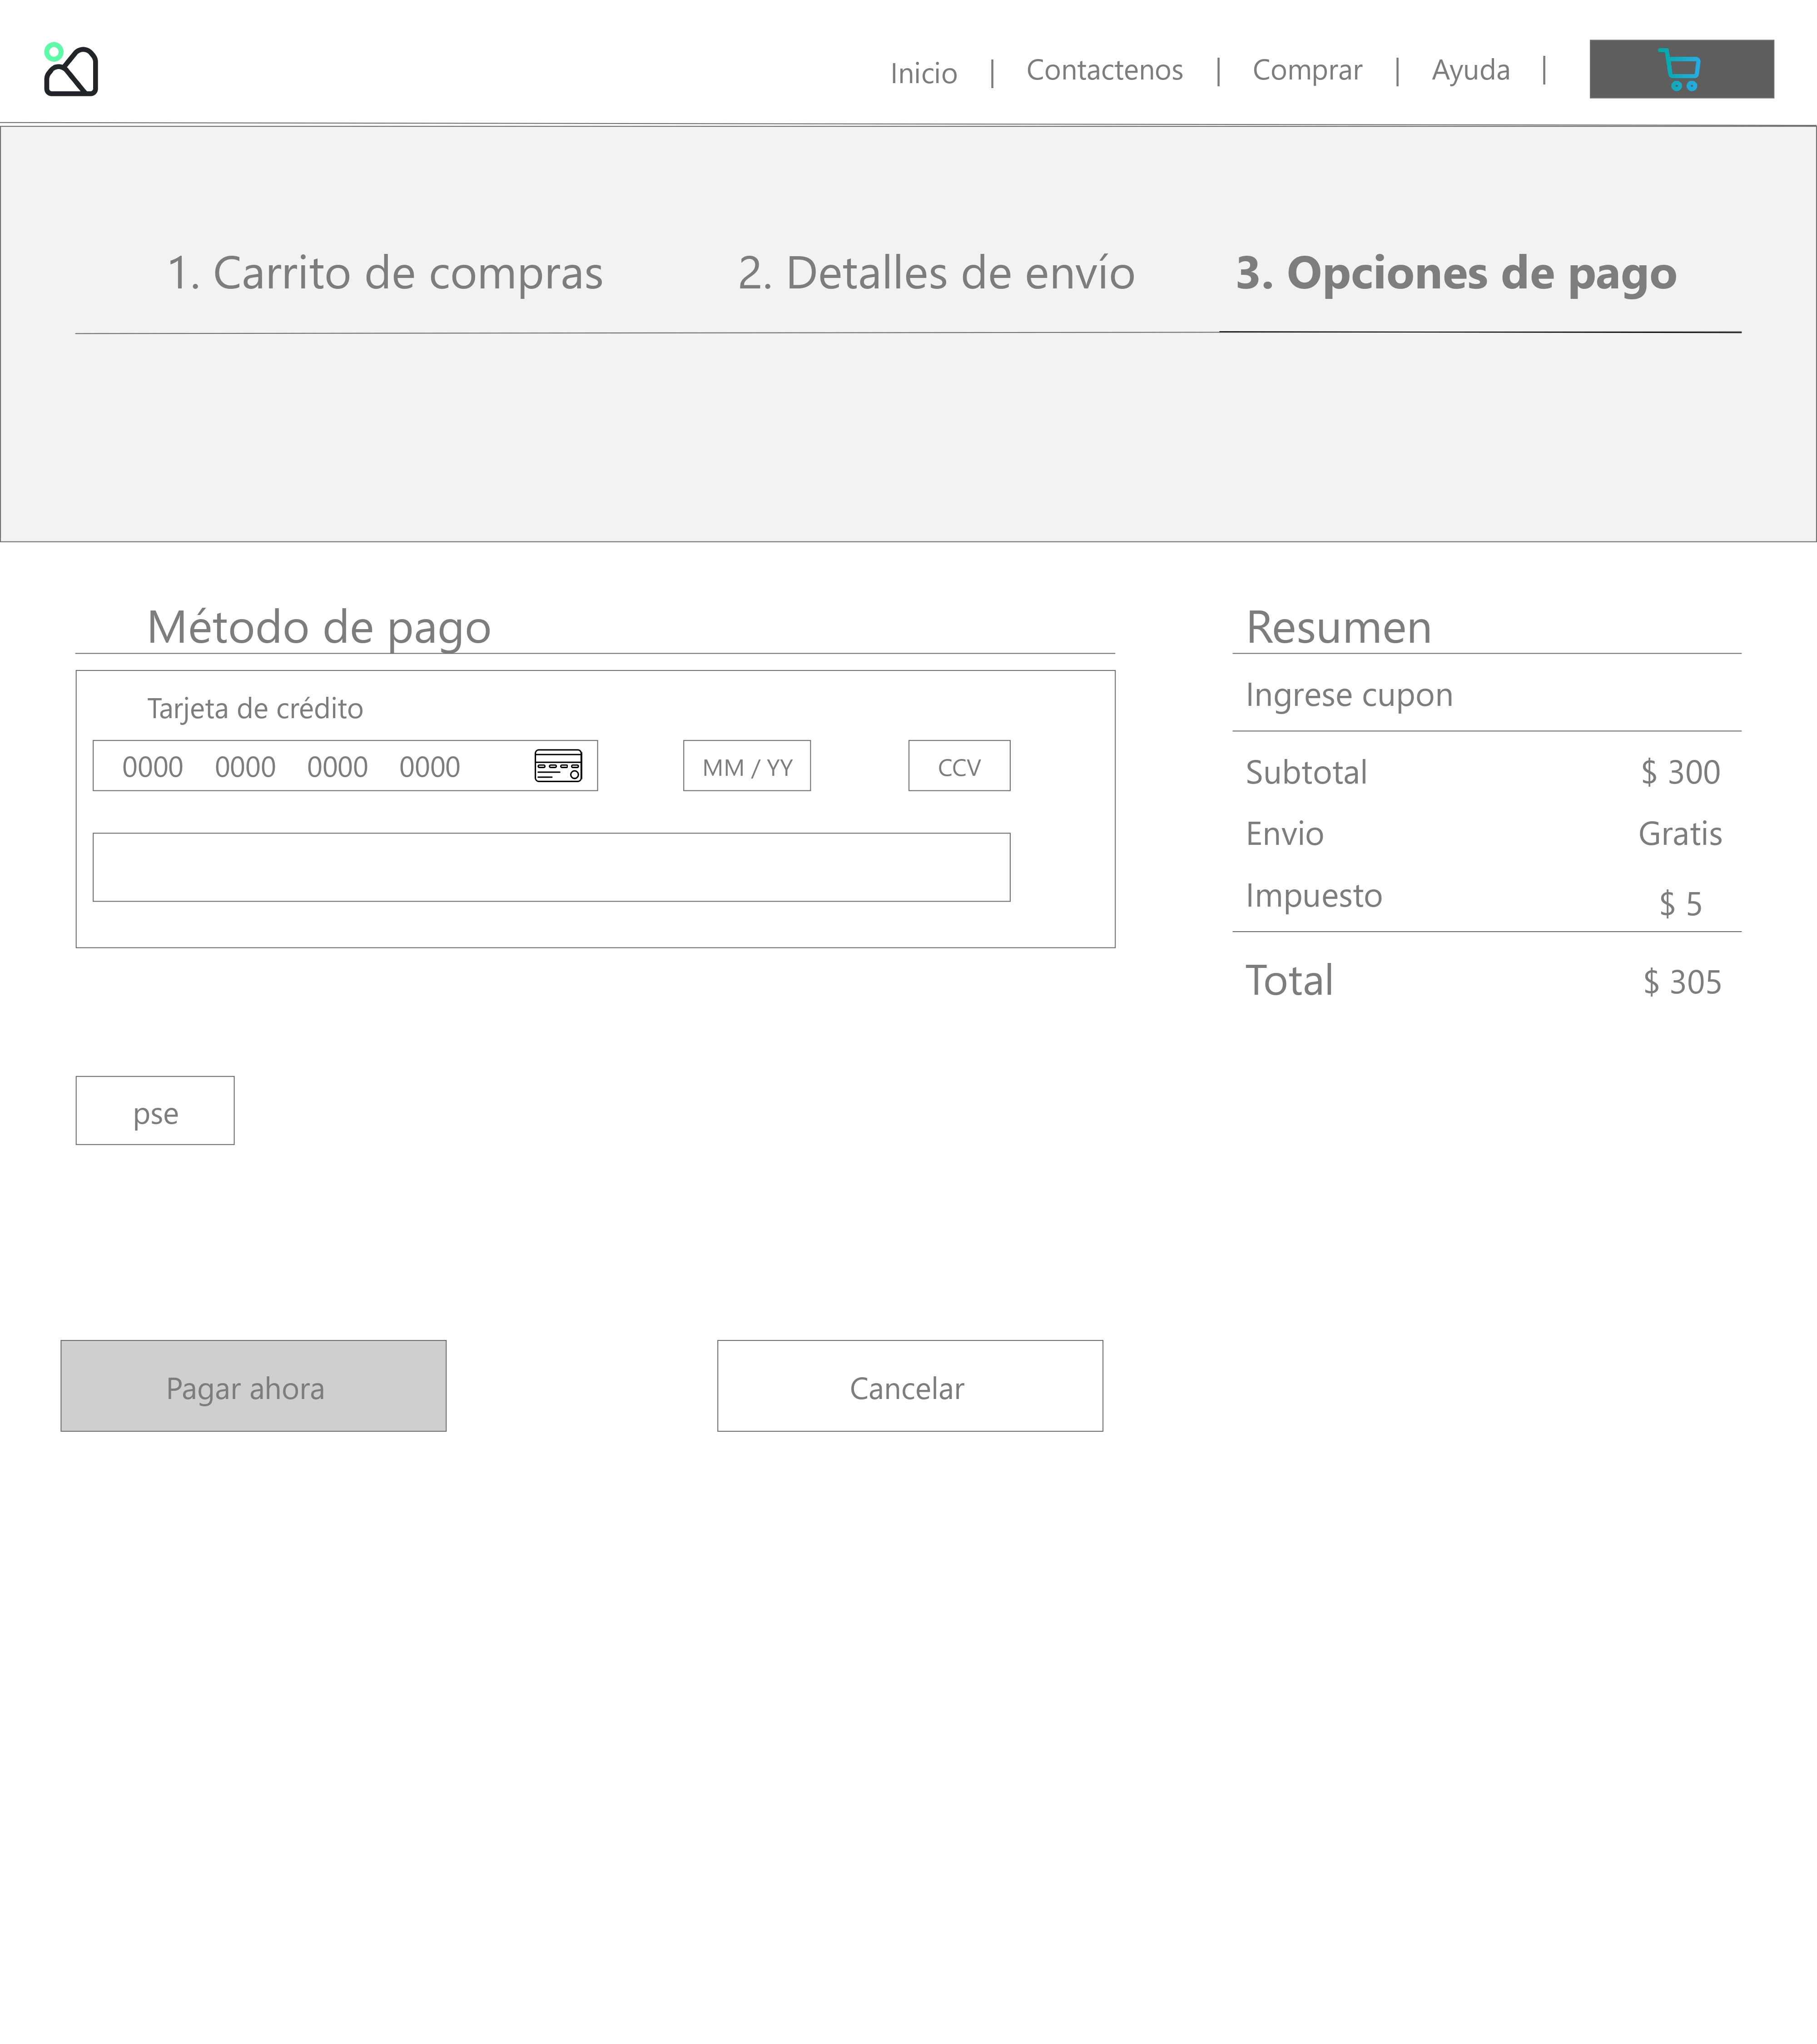 Inicio | Contactenos | Comprar | Ayuda |
1. Carrito de compras 2. Detalles de envío 3. Opciones de pago
Método de pago
Tarjeta de crédito
0000 0000 0000 0000 MM / YY CCV
pse
Pagar ahora Cancelar
Resumen
Ingrese cupon
Subtotal $ 300
Envio Gratis
Impuesto $ 5
Total $ 305